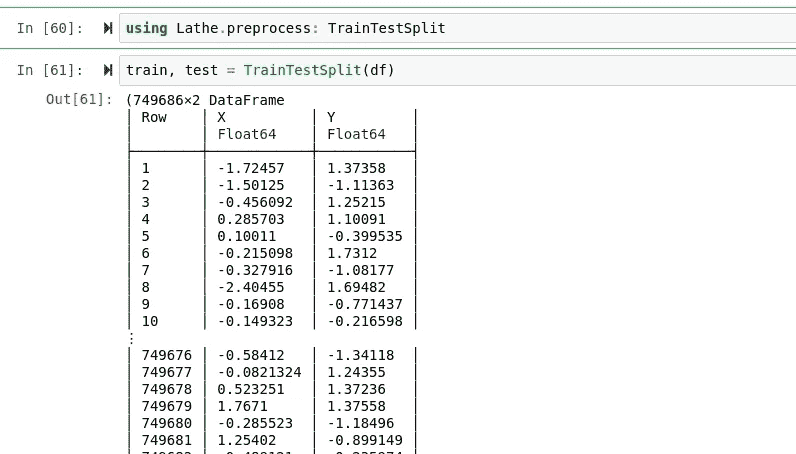 In [60]: using Lathe.preprocess: TrainTestSplit
In [61]: train, test = TrainTestSplit(df)
Out[61]: (749686×2 DataFrame
│ Row │ X │ Y │
│ │ Float64 │ Float64 │
│ 1 │ -1.72457 │ 1.37358 │
│ 2 │ -1.50125 │ -1.11363 │
│ 3 │ -0.456092 │ 1.25215 │
│ 4 │ 0.285703 │ 1.10091 │
│ 5 │ 0.10011 │ -0.399535 │
│ 6 │ -0.215098 │ 1.7312 │
│ 7 │ -0.327916 │ -1.08177 │
│ 8 │ -2.40455 │ 1.69482 │
│ 9 │ -0.16908 │ -0.771437 │
│ 10 │ -0.149323 │ -0.216598 │
⋮
│ 749676 │ -0.58412 │ -1.34118 │
│ 749677 │ -0.0821324 │ 1.24355 │
│ 749678 │ 0.523251 │ 1.37236 │
│ 749679 │ 1.7671 │ 1.37558 │
│ 749680 │ -0.285523 │ -1.18496 │
│ 749681 │ 1.25402 │ -0.899149 │